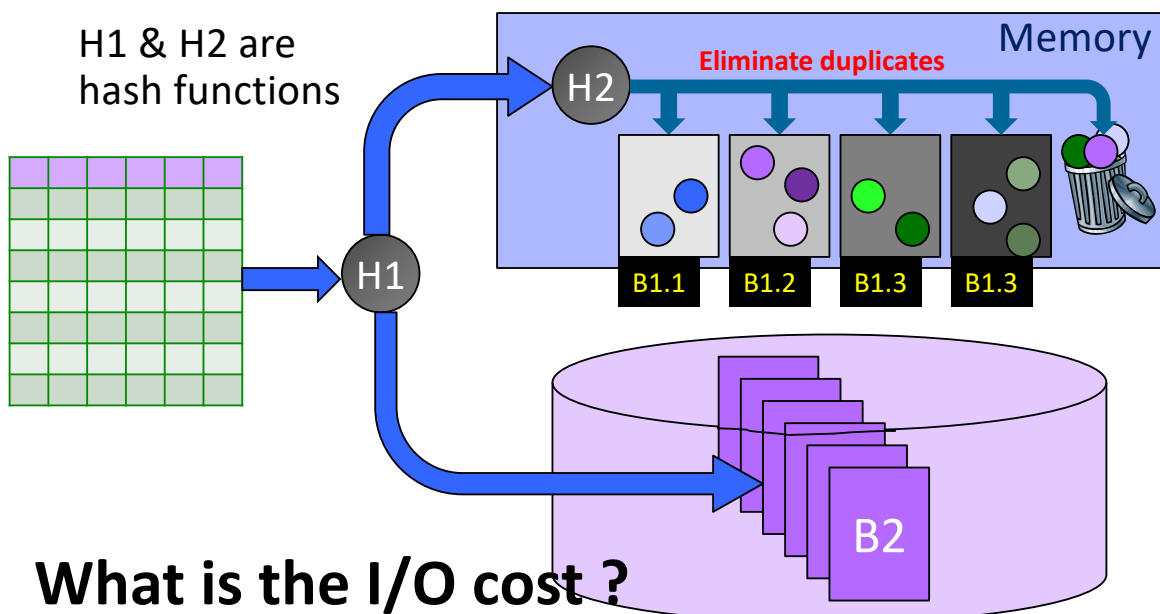 H1 & H2 are
hash functions
Memory
Eliminate duplicates
H2
H1
B1.1
B1.2
B1.3
B1.3
B2
What is the I/O cost ?